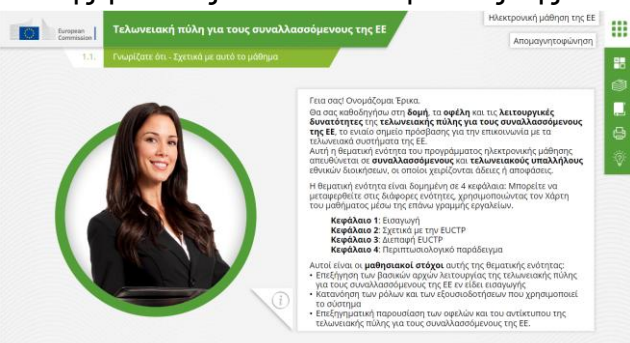 European
Commission
Τελωνειακή πύλη για τους συναλλασσόμενους της ΕΕ
Ηλεκτρονική μάθηση της ΕΕ
Απομαγνητοφώνηση
1.1. Γνωρίζατε ότι - Σχετικά με αυτό το μάθημα
Γεια σας! Ονομάζομαι Έρικα.
Θα σας καθοδηγήσω στη δομή, τα οφέλη και τις λειτουργικές
δυνατότητες της τελωνειακής πύλης για τους συναλλασσόμενους
της ΕΕ, το ενιαίο σημείο πρόσβασης για την επικοινωνία με τα
τελωνειακά συστήματα της ΕΕ.
Αυτή η θεματική ενότητα του προγράμματος ηλεκτρονικής μάθησης
απευθύνεται σε συναλλασσόμενους και τελωνειακούς υπαλλήλους
εθνικών διοικήσεων, οι οποίοι χειρίζονται άδειες ή αποφάσεις.
Η θεματική ενότητα είναι δομημένη σε 4 κεφάλαια: Μπορείτε να
μεταφερθείτε στις διάφορες ενότητες, χρησιμοποιώντας τον Χάρτη
του μαθήματος μέσω της επάνω γραμμής εργαλείων.
Κεφάλαιο 1: Εισαγωγή
Κεφάλαιο 2: Σχετικά με την EUCTP
Κεφάλαιο 3: Διεπαφή EUCTP
Κεφάλαιο 4: Περιπτωσιολογικό παράδειγμα
Αυτοί είναι οι μαθησιακοί στόχοι αυτής της θεματικής ενότητας:
• Επεξήγηση των βασικών αρχών λειτουργίας της τελωνειακής πύλης
για τους συναλλασσόμενους της ΕΕ εν είδει εισαγωγής
• Κατανόηση των ρόλων και των εξουσιοδοτήσεων που χρησιμοποιεί
το σύστημα
• Επεξηγηματική παρουσίαση των οφελών και του αντίκτυπου της
τελωνειακής πύλης για τους συναλλασσόμενους της ΕΕ.